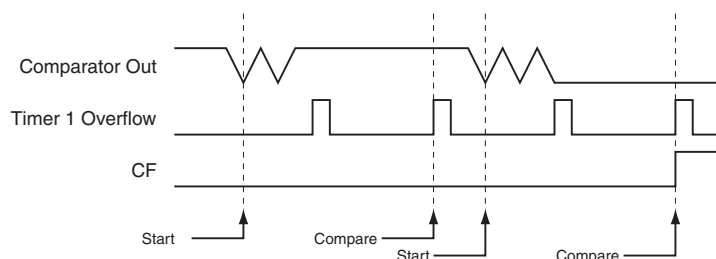 Comparator Out
Timer 1 Overflow
CF
Start
Compare
Start
Compare